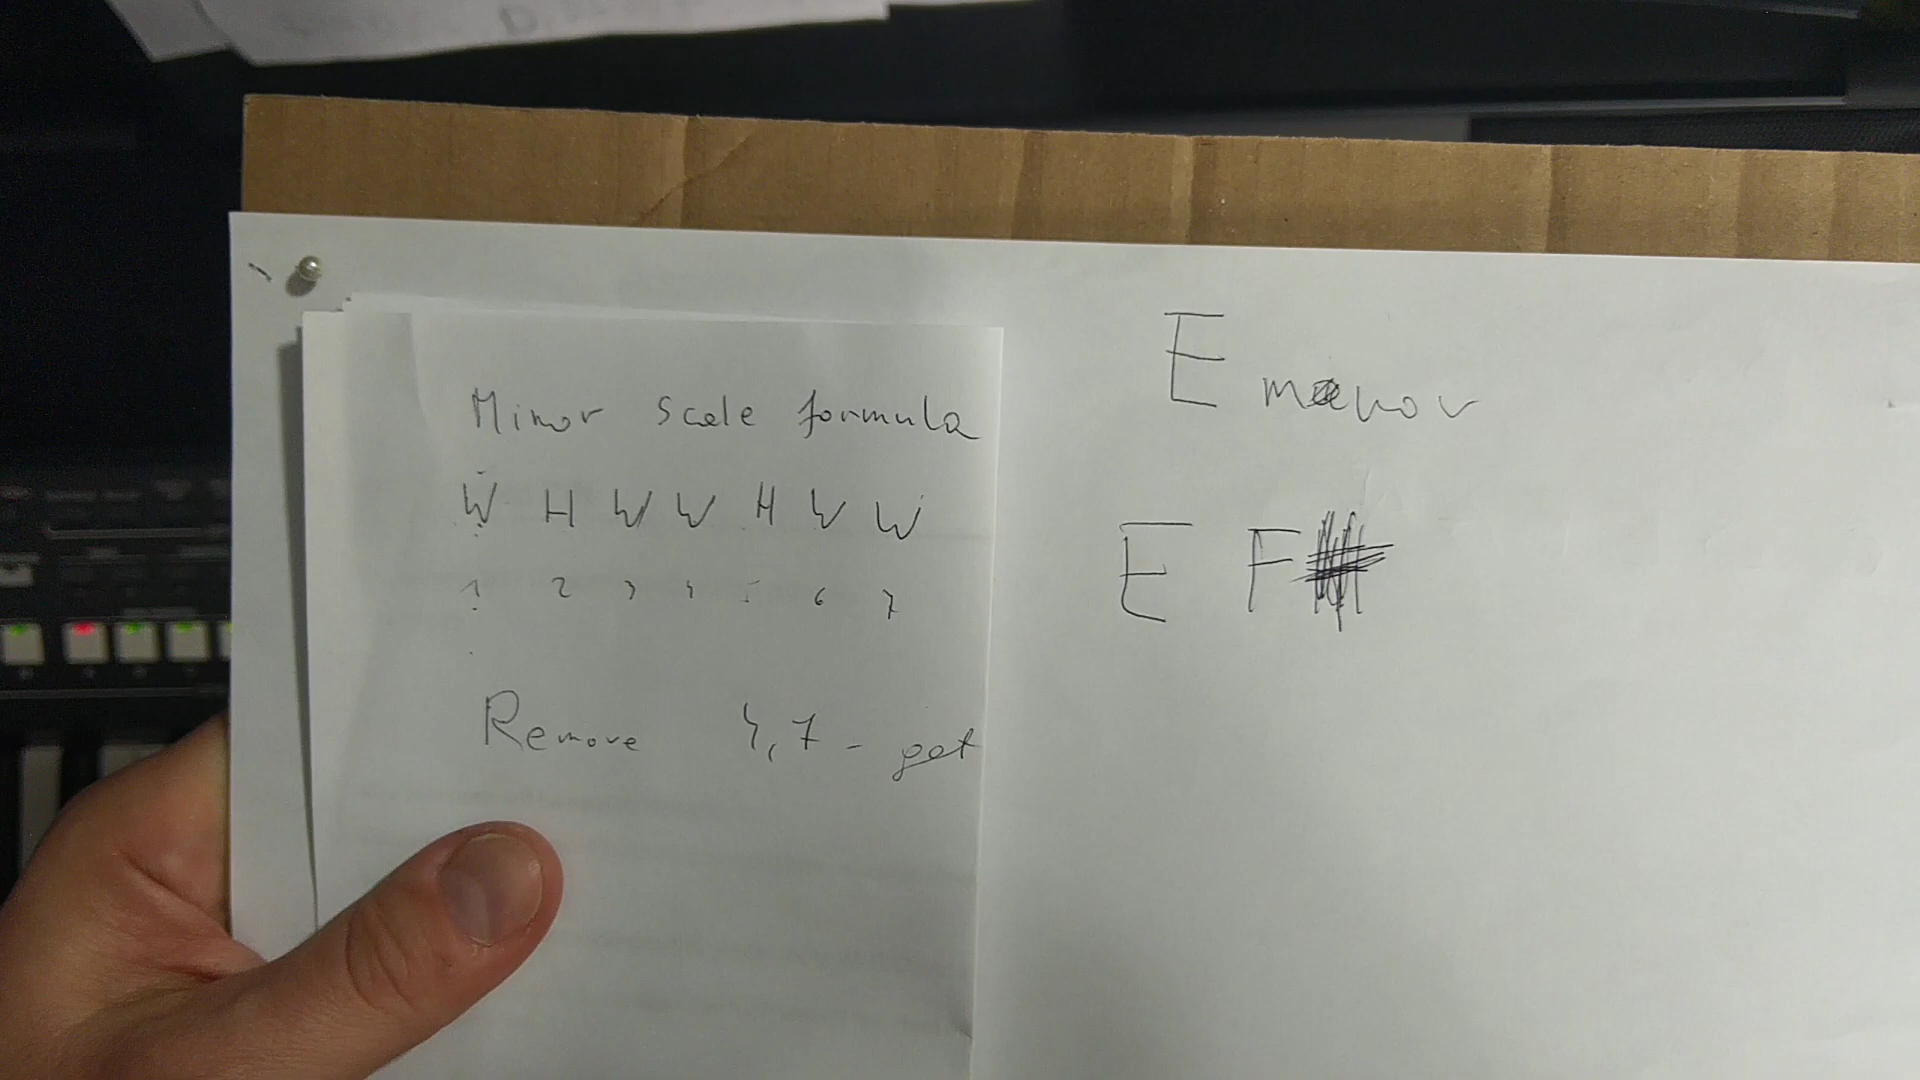 Minor scale formula
W H W W H W W
1 2 3 4 5 6 7
Remove 4,7 - get
E minor
E F#